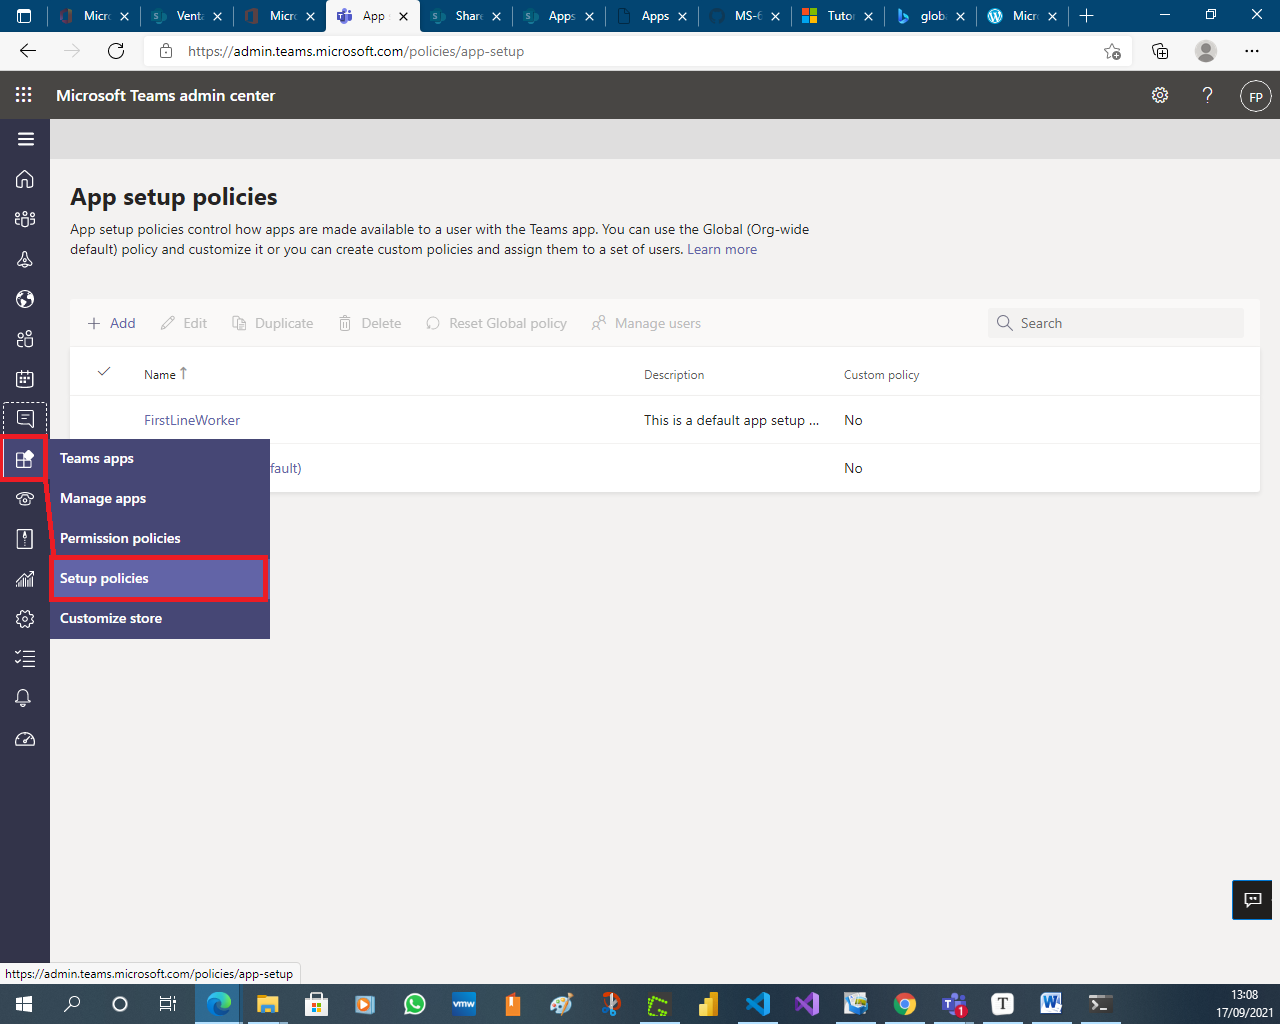 Micro
Venta
Micro
App s
Share
Apps
Apps
MS-6
Tutor
globa
Micro
https://admin.teams.microsoft.com/policies/app-setup
Microsoft Teams admin center
?
FP
App setup policies
App setup policies control how apps are made available to a user with the Teams app. You can use the Global (Org-wide
default) policy and customize it or you can create custom policies and assign them to a set of users. Learn more
Add
Edit
Duplicate
Delete
Reset Global policy
Manage users
Search
Name ↑
Description
Custom policy
FirstLineWorker
This is a default app setup ...
No
fault)
No
Teams apps
Manage apps
Permission policies
Setup policies
Customize store
https://admin.teams.microsoft.com/policies/app-setup
vmw
1
T
W
13:08
17/09/2021